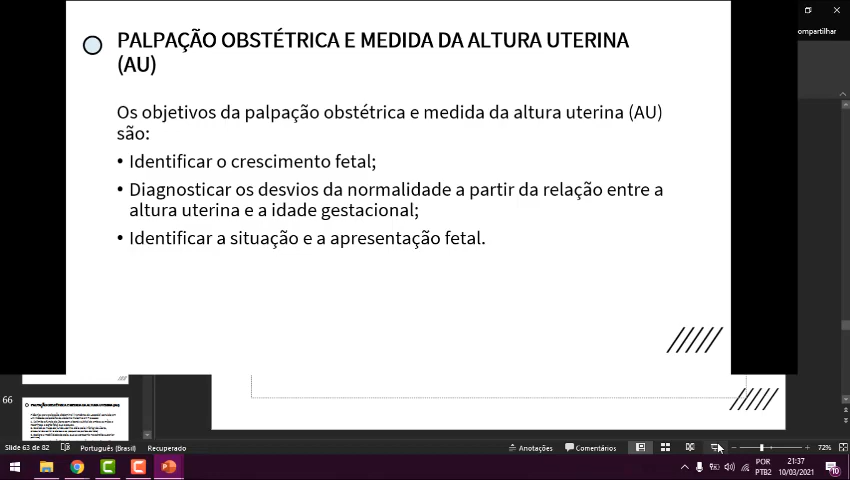 PALPAÇÃO OBSTÉTRICA E MEDIDA DA ALTURA UTERINA
(AU)
ompartilhar
Os objetivos da palpação obstétrica e medida da altura uterina (AU)
são:
• Identificar o crescimento fetal;
• Diagnosticar os desvios da normalidade a partir da relação entre a
altura uterina e a idade gestacional;
• Identificar a situação e a apresentação fetal.
66
Slide 63 de 82 Português (Brasil) Recuperado Anotações Comentários 72%
POR 21:37
PTB2 10/03/2021 10